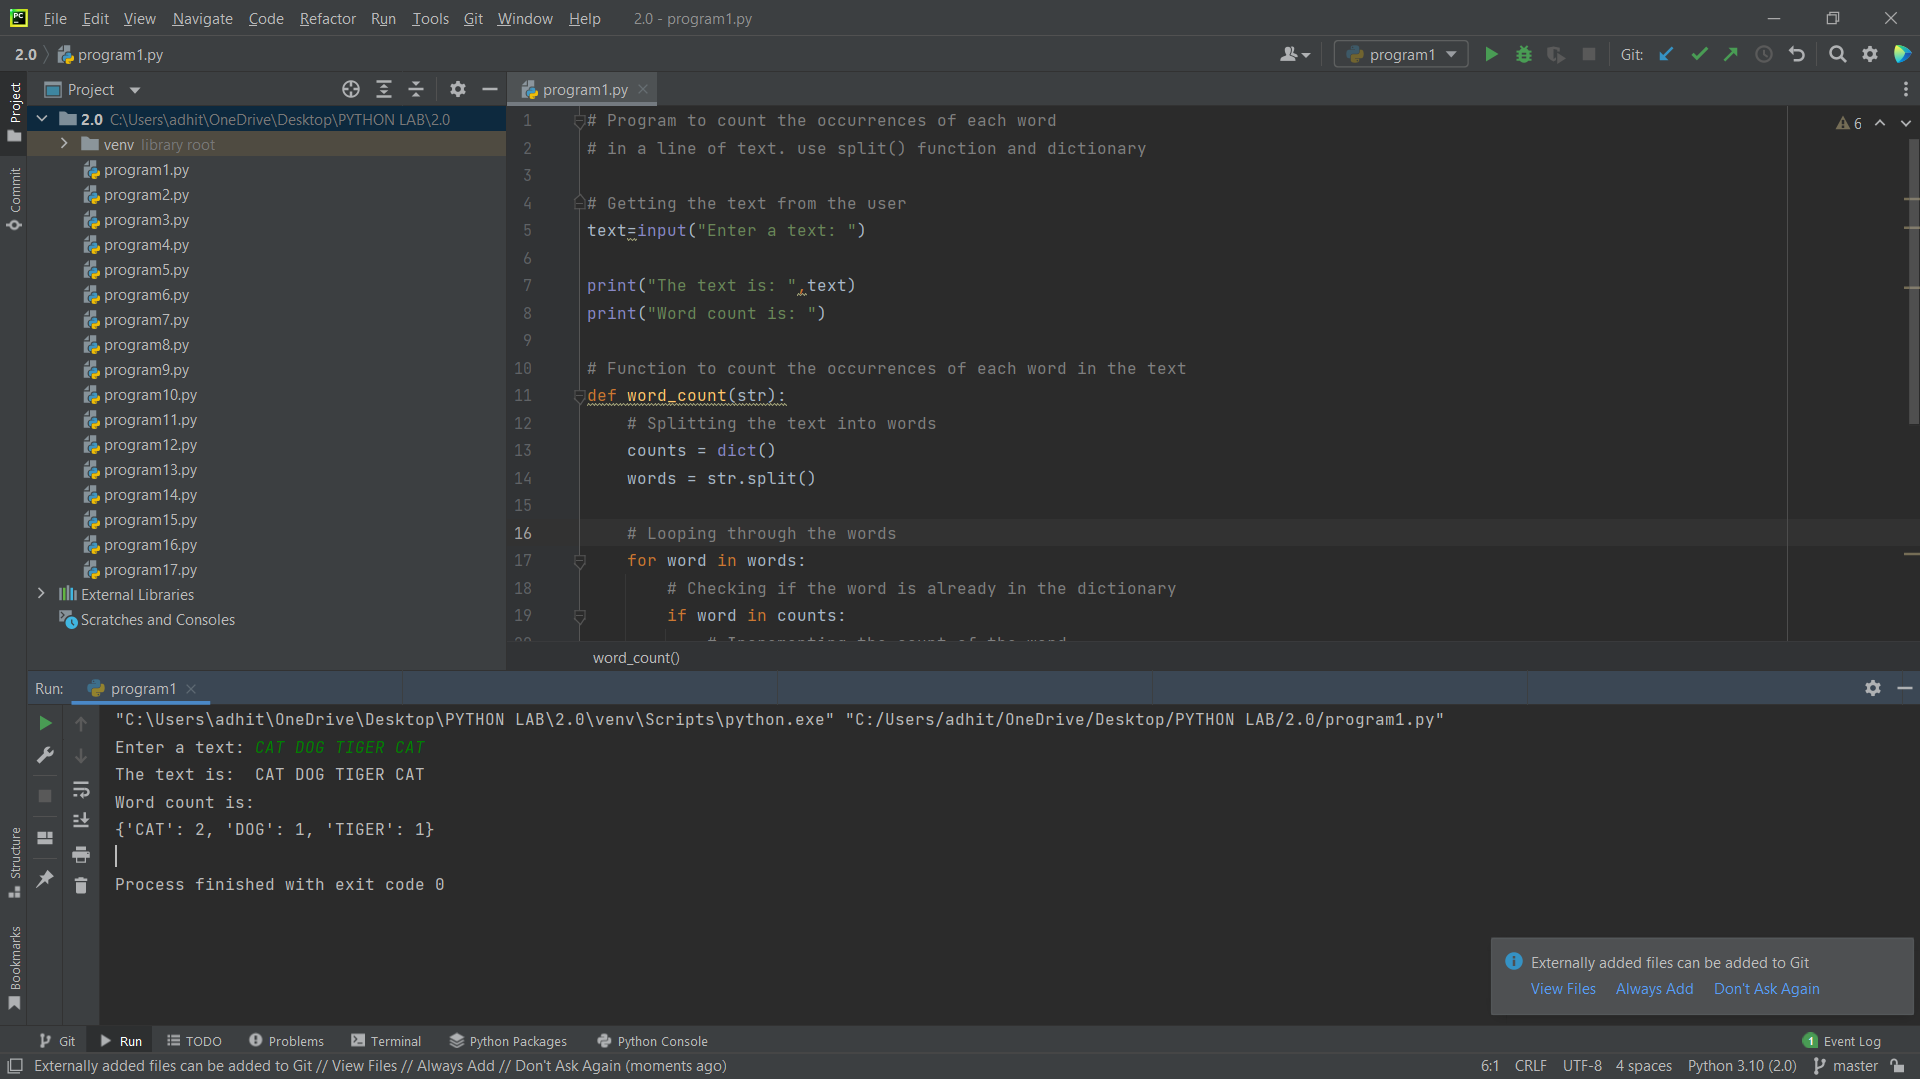 File Edit View Navigate Code Refactor Run Tools Git Window Help 2.0 - program1.py
2.0 program1.py
program1 Git:
Project
program1.py
2.0 C:\Users\adhit\OneDrive\Desktop\PYTHON LAB\2.0
venv library root
program1.py
program2.py
program3.py
program4.py
program5.py
program6.py
program7.py
program8.py
program9.py
program10.py
program11.py
program12.py
program13.py
program14.py
program15.py
program16.py
program17.py
External Libraries
Scratches and Consoles
Project
Commit
Structure
Bookmarks
6
1 # Program to count the occurrences of each word
2 # in a line of text. use split() function and dictionary
3
4 # Getting the text from the user
5 text=input("Enter a text: ")
6
7 print("The text is: ",text)
8 print("Word count is: ")
9
10 # Function to count the occurrences of each word in the text
11 def word_count(str):
12 # Splitting the text into words
13 counts = dict()
14 words = str.split()
15
16 # Looping through the words
17 for word in words:
18 # Checking if the word is already in the dictionary
19 if word in counts:
20 # Incrementing the count of the word
word_count()
Run: program1
"C:\Users\adhit\OneDrive\Desktop\PYTHON LAB\2.0\venv\Scripts\python.exe" "C:/Users/adhit/OneDrive/Desktop/PYTHON LAB/2.0/program1.py"
Enter a text: CAT DOG TIGER CAT
The text is:  CAT DOG TIGER CAT
Word count is:
{'CAT': 2, 'DOG': 1, 'TIGER': 1}
Process finished with exit code 0
Externally added files can be added to Git
View Files Always Add Don't Ask Again
Git Run TODO Problems Terminal Python Packages Python Console 1 Event Log
Externally added files can be added to Git // View Files // Always Add // Don't Ask Again (moments ago) 6:1 CRLF UTF-8 4 spaces Python 3.10 (2.0) master